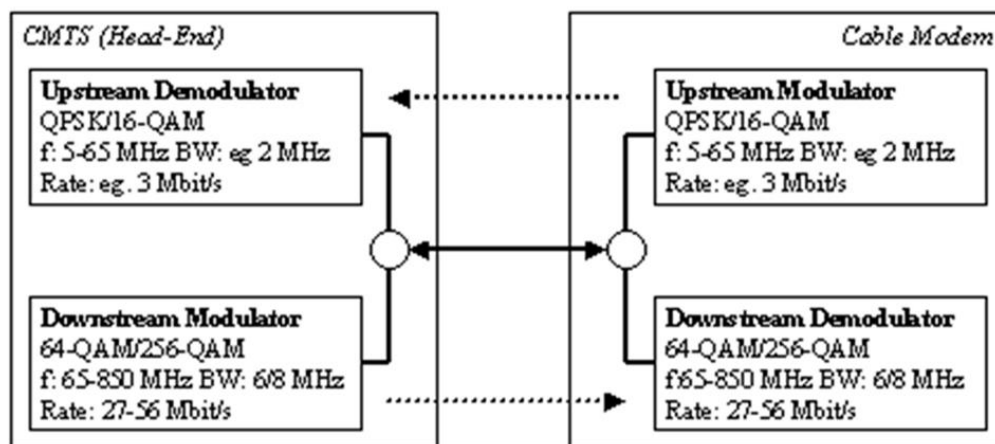 CMTS (Head-End)
Upstream Demodulator
QPSK/16-QAM
f: 5-65 MHz BW: eg 2 MHz
Rate: eg. 3 Mbit/s
Downstream Modulator
64-QAM/256-QAM
f: 65-850 MHz BW: 6/8 MHz
Rate: 27-56 Mbit/s
Cable Modem
Upstream Modulator
QPSK/16-QAM
f: 5-65 MHz BW: eg 2 MHz
Rate: eg. 3 Mbit/s
Downstream Demodulator
64-QAM/256-QAM
f:65-850 MHz BW: 6/8 MHz
Rate: 27-56 Mbit/s